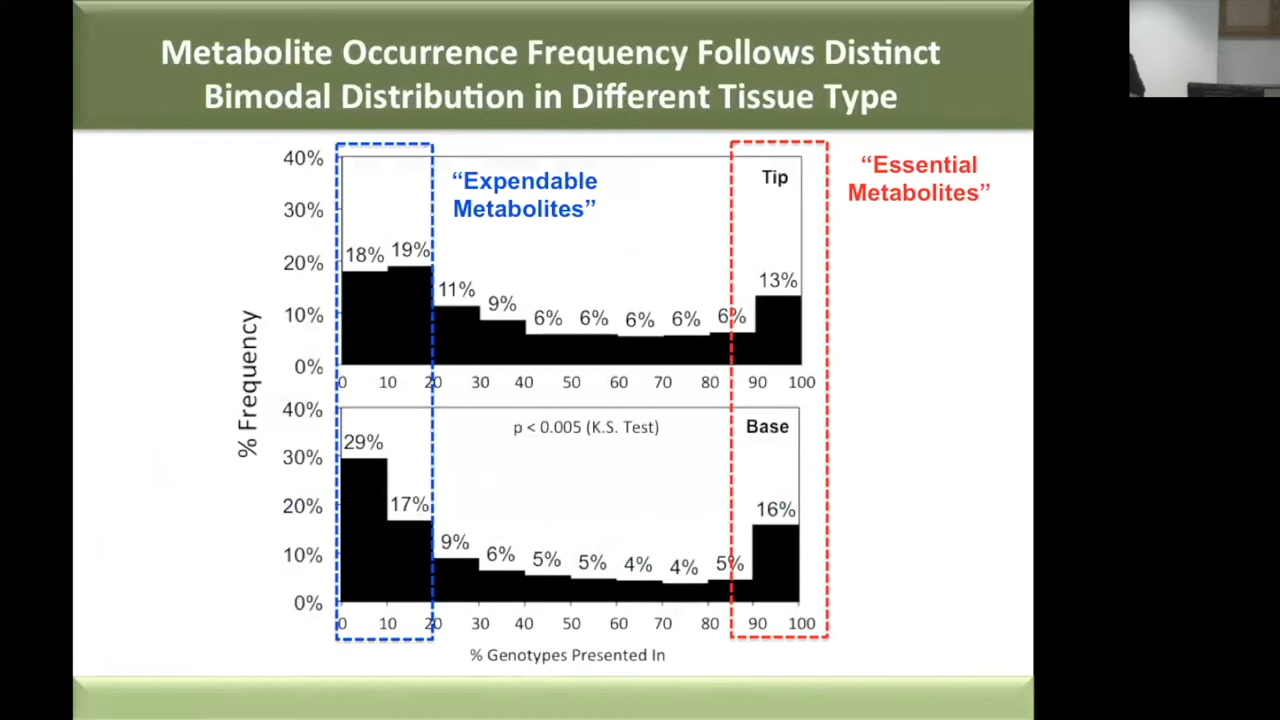 Metabolite Occurrence Frequency Follows Distinct
Bimodal Distribution in Different Tissue Type
"Expendable
Metabolites"
"Essential
Metabolites"
% Frequency
Tip
40%
30%
20%
10%
0%
18% 19% 11% 9% 6% 6% 6% 6% 6% 13%
0 10 20 30 40 50 60 70 80 90 100
Base
p < 0.005 (K.S. Test)
40%
30%
20%
10%
0%
29% 17% 9% 6% 5% 5% 4% 4% 5% 16%
0 10 20 30 40 50 60 70 80 90 100
% Genotypes Presented In